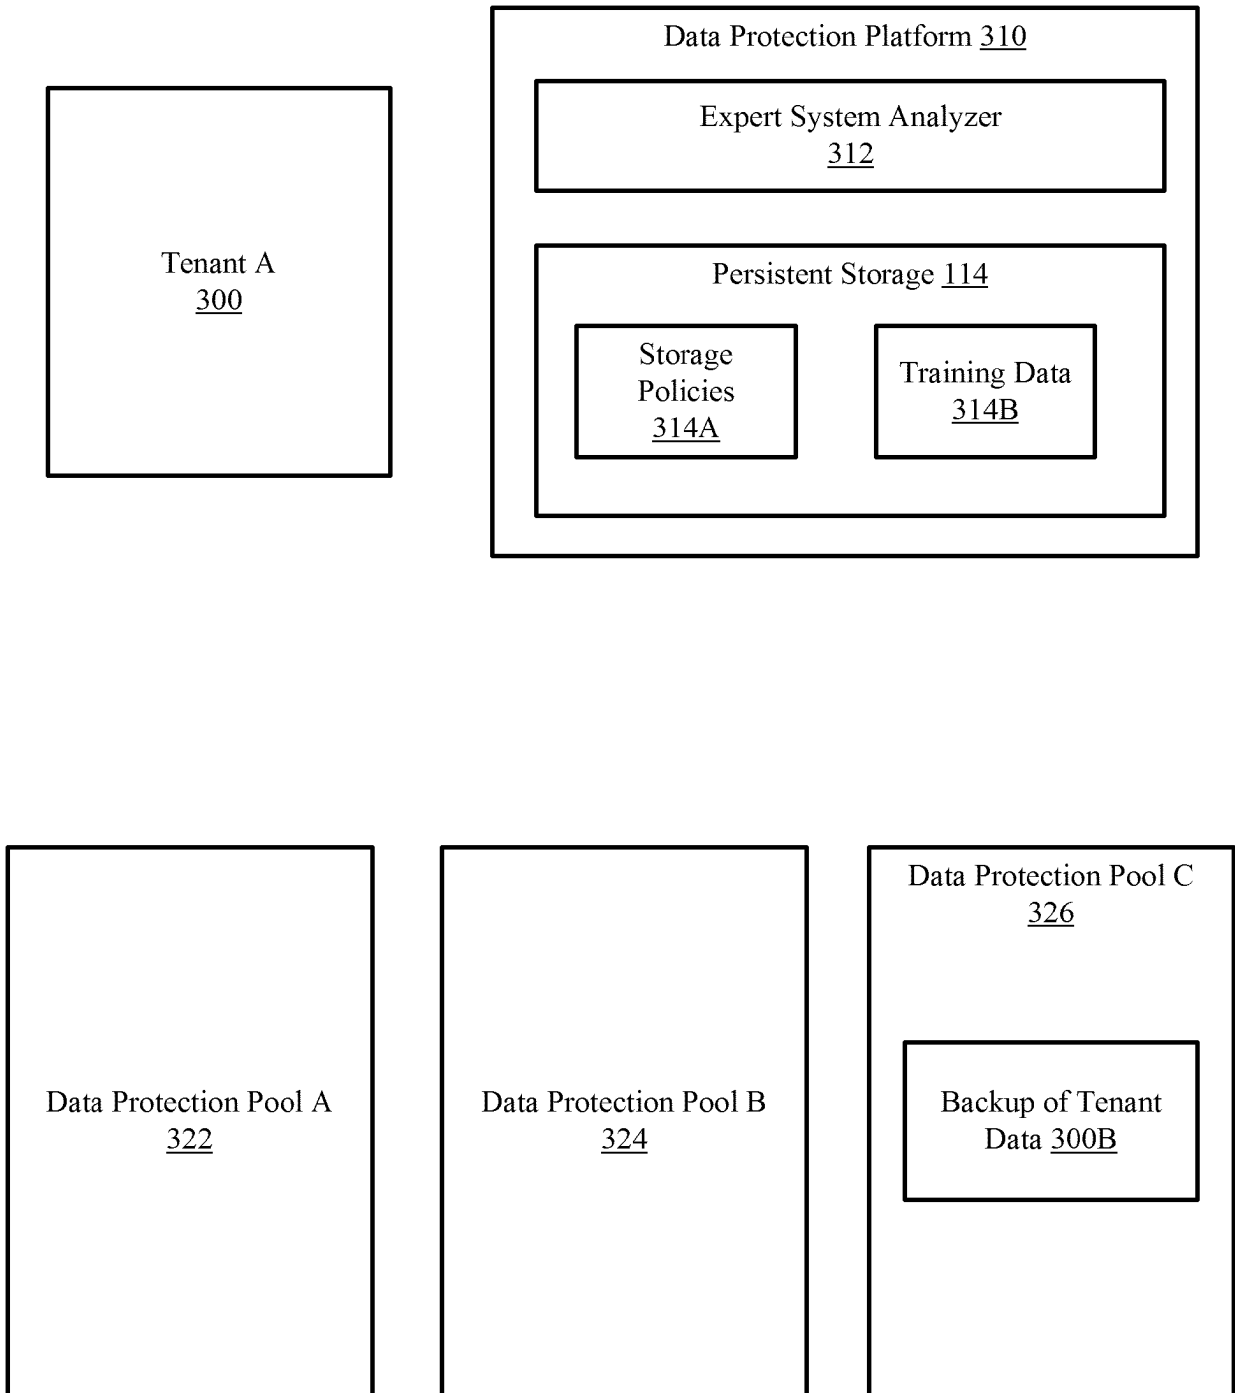 Data Protection Platform 310
Expert System Analyzer
312
Tenant A
300
Persistent Storage 114
Storage
Policies
314A
Training Data
314B
Data Protection Pool A
322
Data Protection Pool B
324
Data Protection Pool C
326
Backup of Tenant
Data 300B